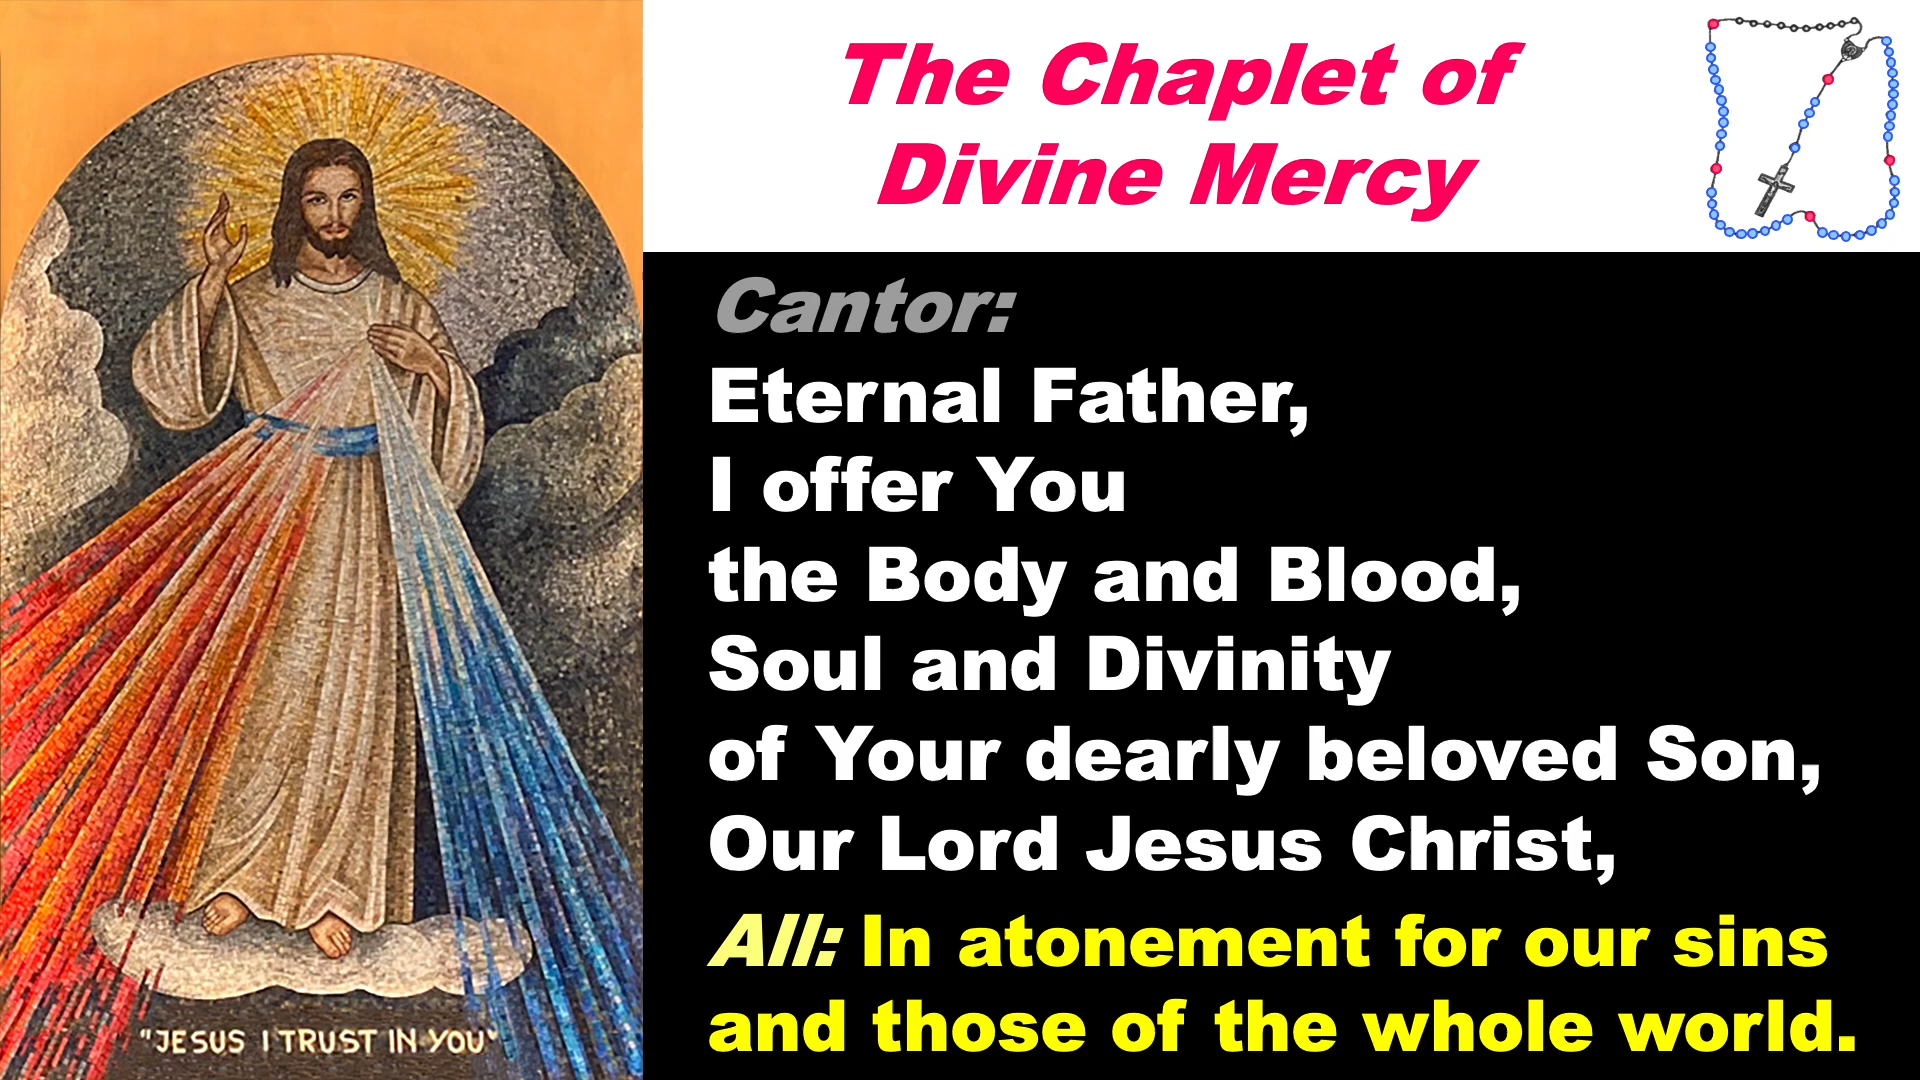 The Chaplet of
Divine Mercy
Cantor:
Eternal Father,
I offer You
the Body and Blood,
Soul and Divinity
of Your dearly beloved Son,
Our Lord Jesus Christ,
All: In atonement for our sins
and those of the whole world.
"JESUS I TRUST IN YOU"